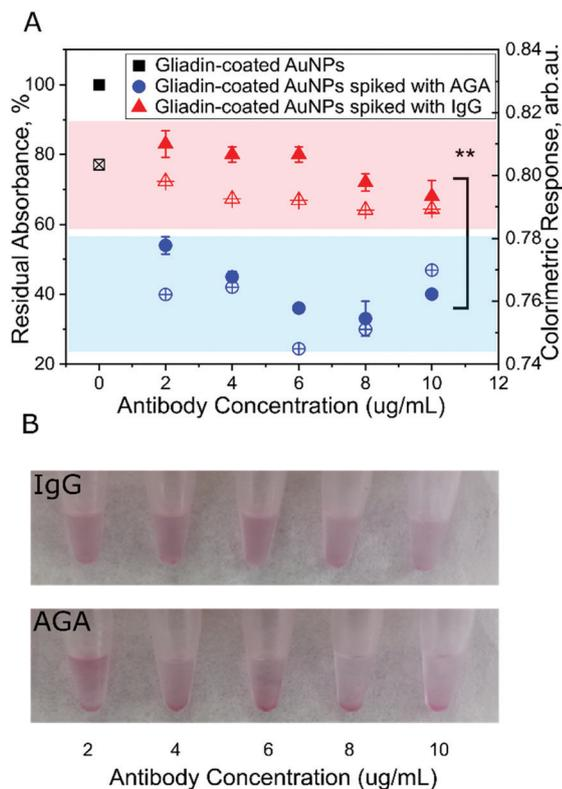 A
Gliadin-coated AuNPs
Gliadin-coated AuNPs spiked with AGA
Gliadin-coated AuNPs spiked with IgG
100
80
60
40
20
0.84
0.82
0.80
0.78
0.76
0.74
**
Residual Absorbance, %
Colorimetric Response, arb.au.
0 2 4 6 8 10 12
Antibody Concentration (ug/mL)
B
IgG
AGA
2 4 6 8 10
Antibody Concentration (ug/mL)